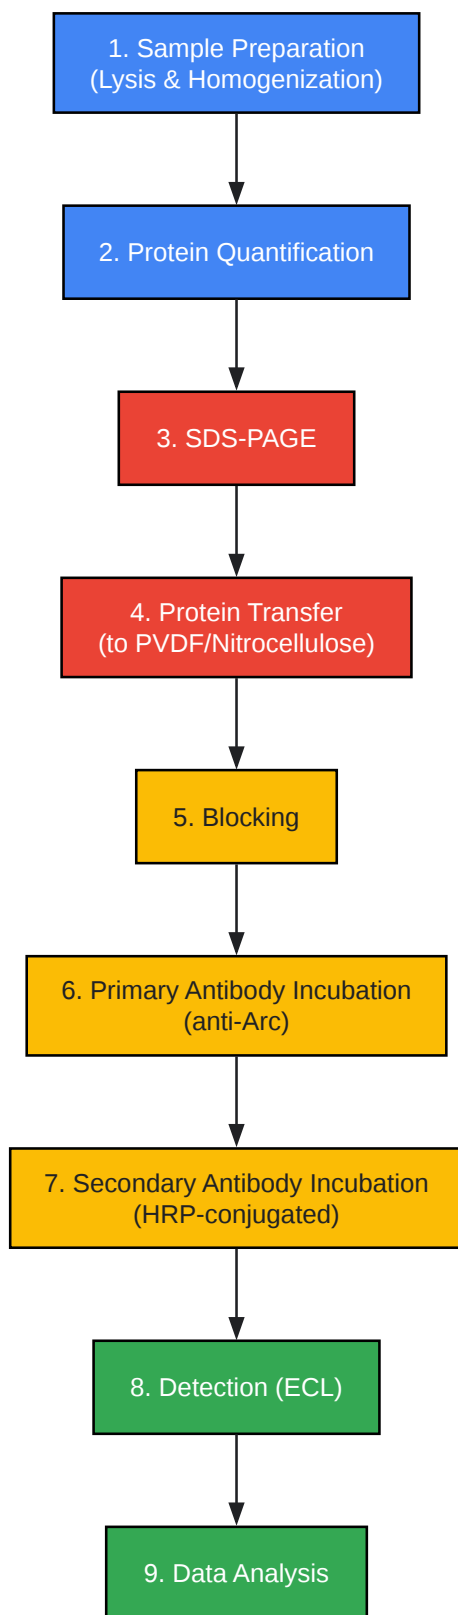 1. Sample Preparation
(Lysis & Homogenization)
2. Protein Quantification
3. SDS-PAGE
4. Protein Transfer
(to PVDF/Nitrocellulose)
5. Blocking
6. Primary Antibody Incubation
(anti-Arc)
7. Secondary Antibody Incubation
(HRP-conjugated)
8. Detection (ECL)
9. Data Analysis